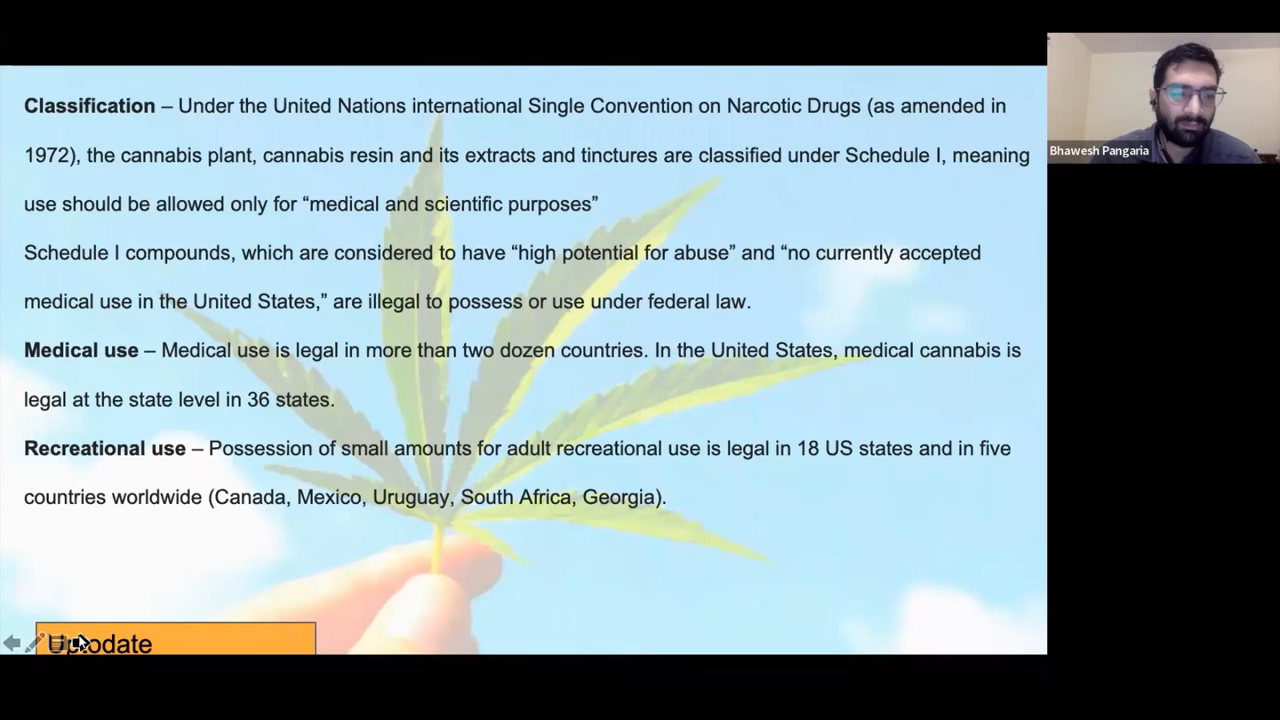 Classification – Under the United Nations international Single Convention on Narcotic Drugs (as amended in
1972), the cannabis plant, cannabis resin and its extracts and tinctures are classified under Schedule I, meaning
use should be allowed only for “medical and scientific purposes”
Schedule I compounds, which are considered to have “high potential for abuse” and “no currently accepted
medical use in the United States,” are illegal to possess or use under federal law.
Medical use – Medical use is legal in more than two dozen countries. In the United States, medical cannabis is
legal at the state level in 36 states.
Recreational use – Possession of small amounts for adult recreational use is legal in 18 US states and in five
countries worldwide (Canada, Mexico, Uruguay, South Africa, Georgia).
Uptodate
Bhawesh Pangaria